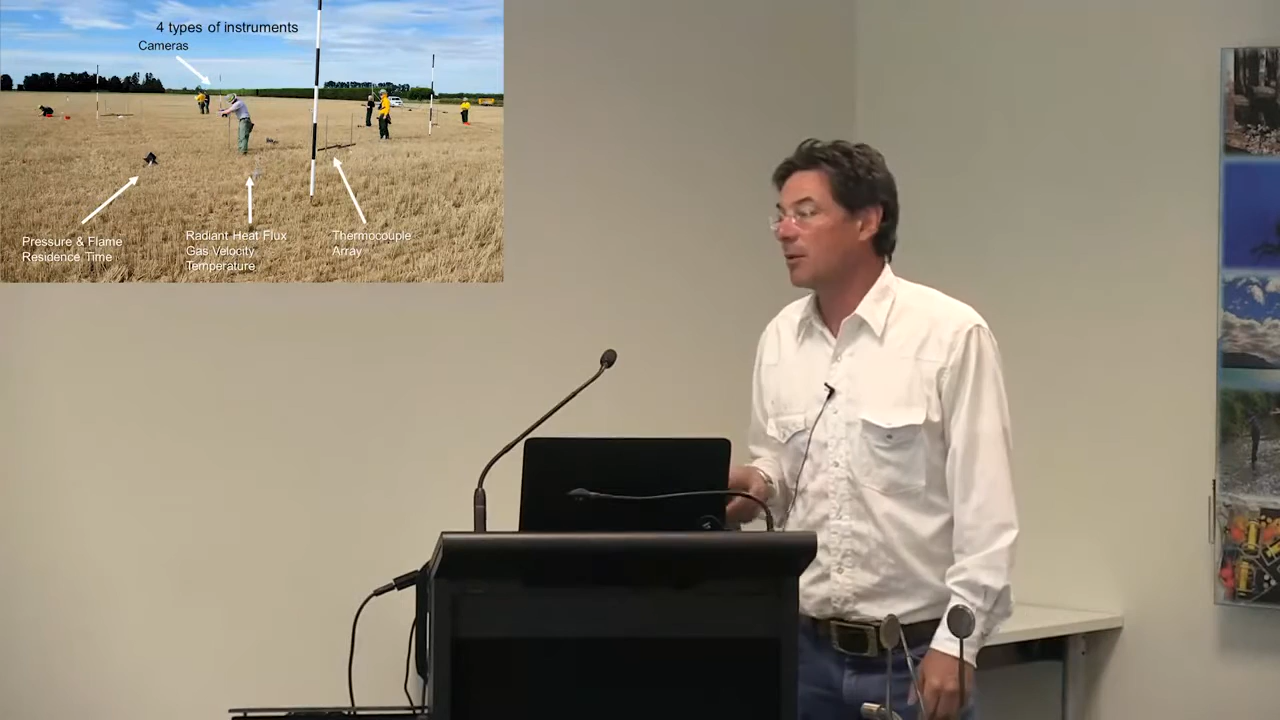 4 types of instruments
Cameras
Pressure & Flame
Residence Time
Radiant Heat Flux
Gas Velocity
Temperature
Thermocouple
Array